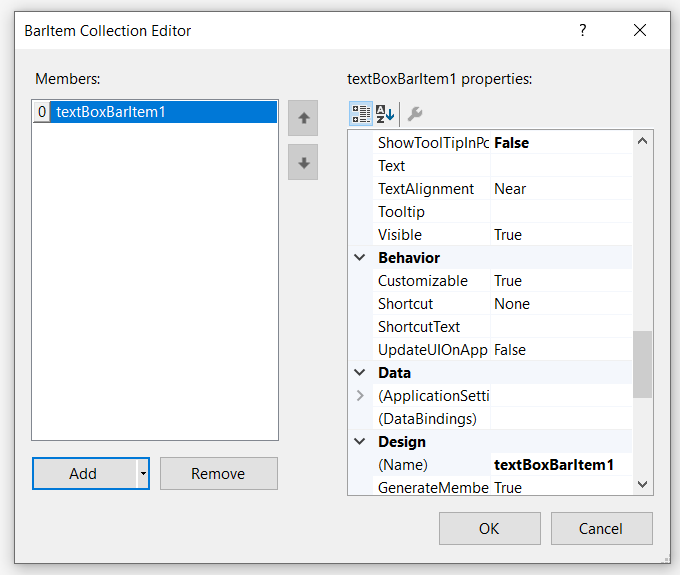 BarItem Collection Editor ? ×
Members:
textBoxBarItem1 properties:
0 textBoxBarItem1
ShowToolTipInPo False
Text
TextAlignment Near
Tooltip
Visible True
Behavior
Customizable True
Shortcut None
ShortcutText
UpdateUIOnApp False
Data
(ApplicationSetti
(DataBindings)
Design
(Name) textBoxBarItem1
GenerateMembe True
Add
Remove
OK
Cancel